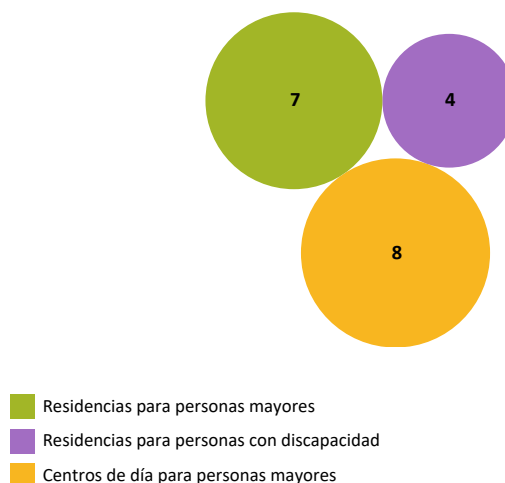 7
4
8
Residencias para personas mayores
Residencias para personas con discapacidad
Centros de día para personas mayores